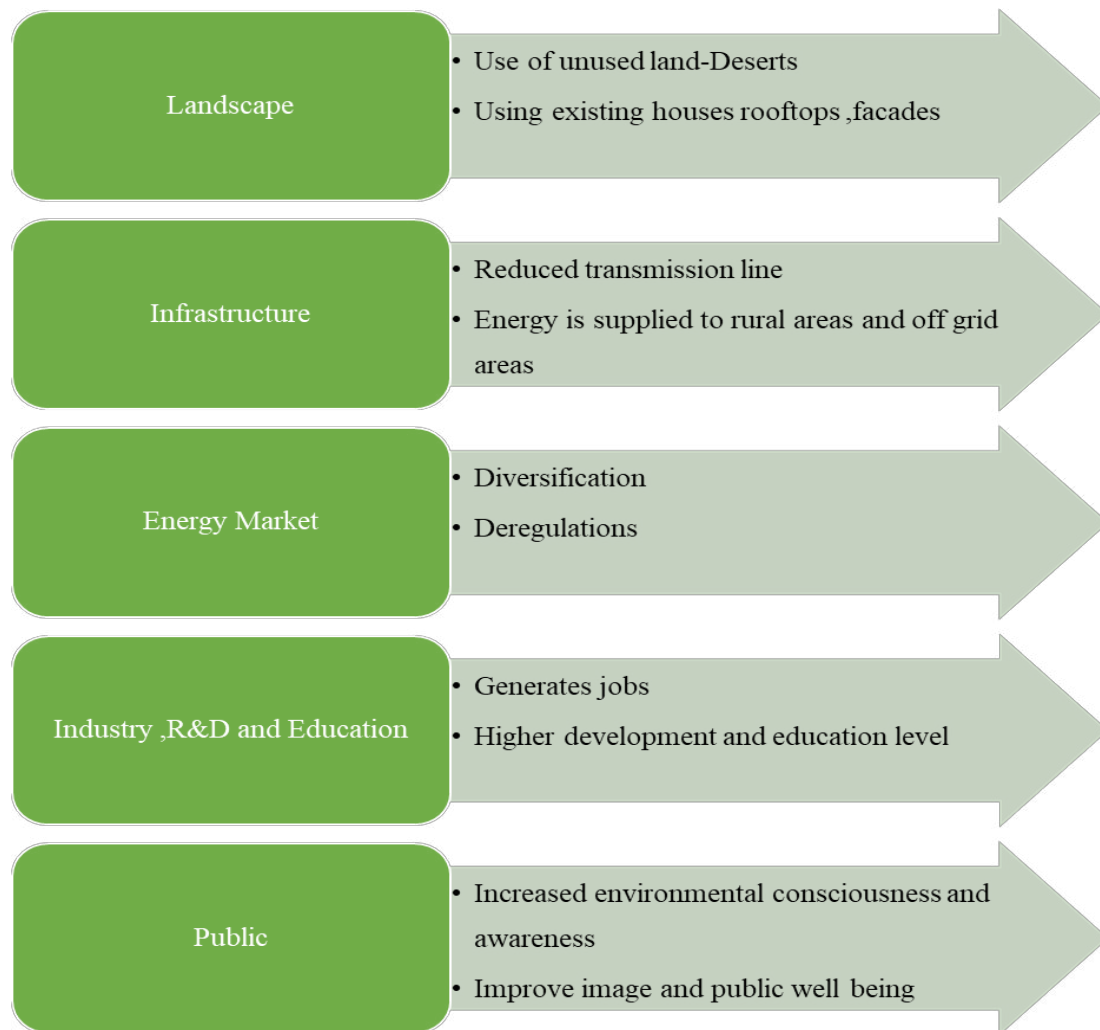 Landscape
• Use of unused land-Deserts
• Using existing houses rooftops ,facades
Infrastructure
• Reduced transmission line
• Energy is supplied to rural areas and off grid
areas
Energy Market
• Diversification
• Deregulations
Industry ,R&D and Education
• Generates jobs
• Higher development and education level
Public
• Increased environmental consciousness and
awareness
• Improve image and public well being